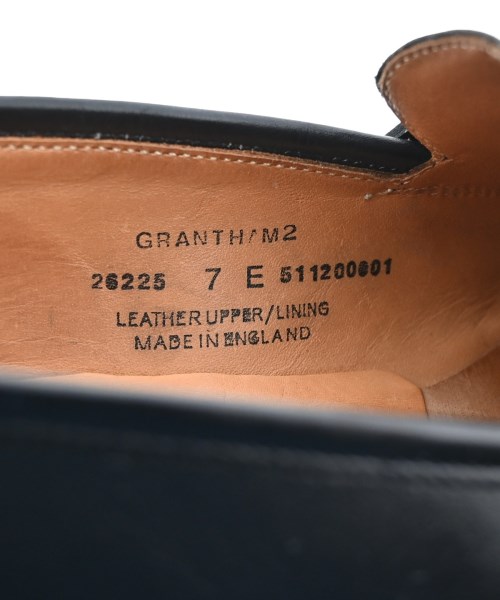 GRANTHAM2
26225 7 E 511200601
LEATHER UPPER/LINING
MADE IN ENGLAND